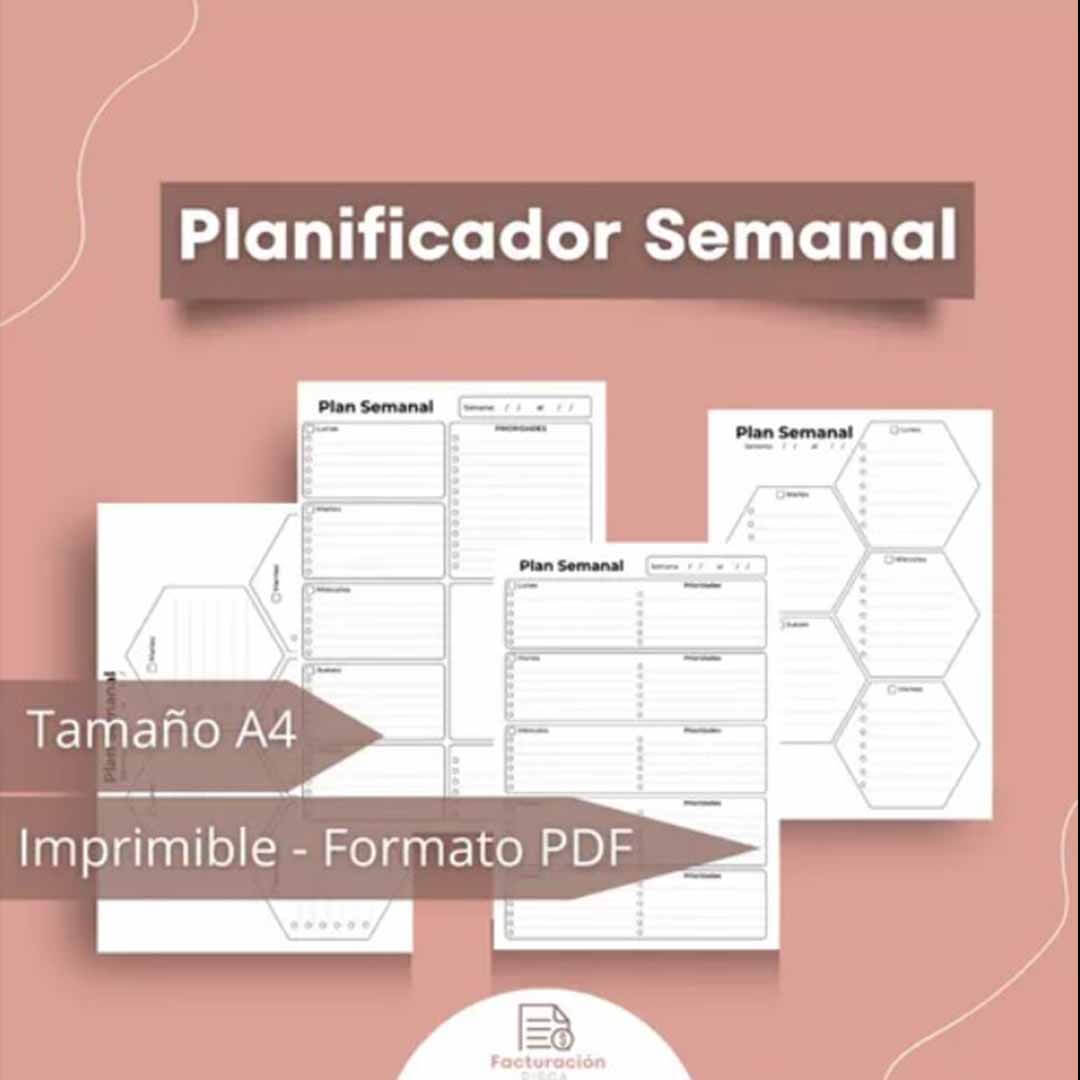 Planificador Semanal
Plan Semanal
Semana: / / al / /
Lunes
PRIORIDADES
Martes
Miércoles
Jueves
Plan Semanal
Semana: / / al / /
Lunes
Martes
Miércoles
Jueves
Viernes
Plan Semanal
Semana: / / al / /
Lunes
Prioridades
Martes
Prioridades
Miércoles
Prioridades
Prioridades
Prioridades
Viernes
Martes
Plan Semanal
Tamaño A4
Imprimible - Formato PDF
Facturación